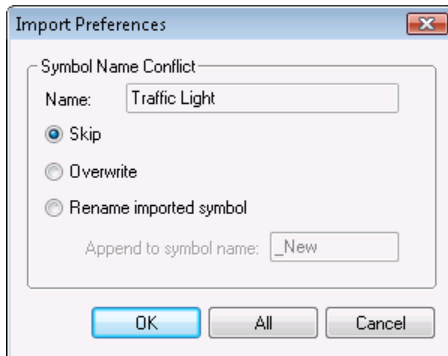 Import Preferences
Symbol Name Conflict
Name: Traffic Light
Skip
Overwrite
Rename imported symbol
Append to symbol name: _New
OK All Cancel